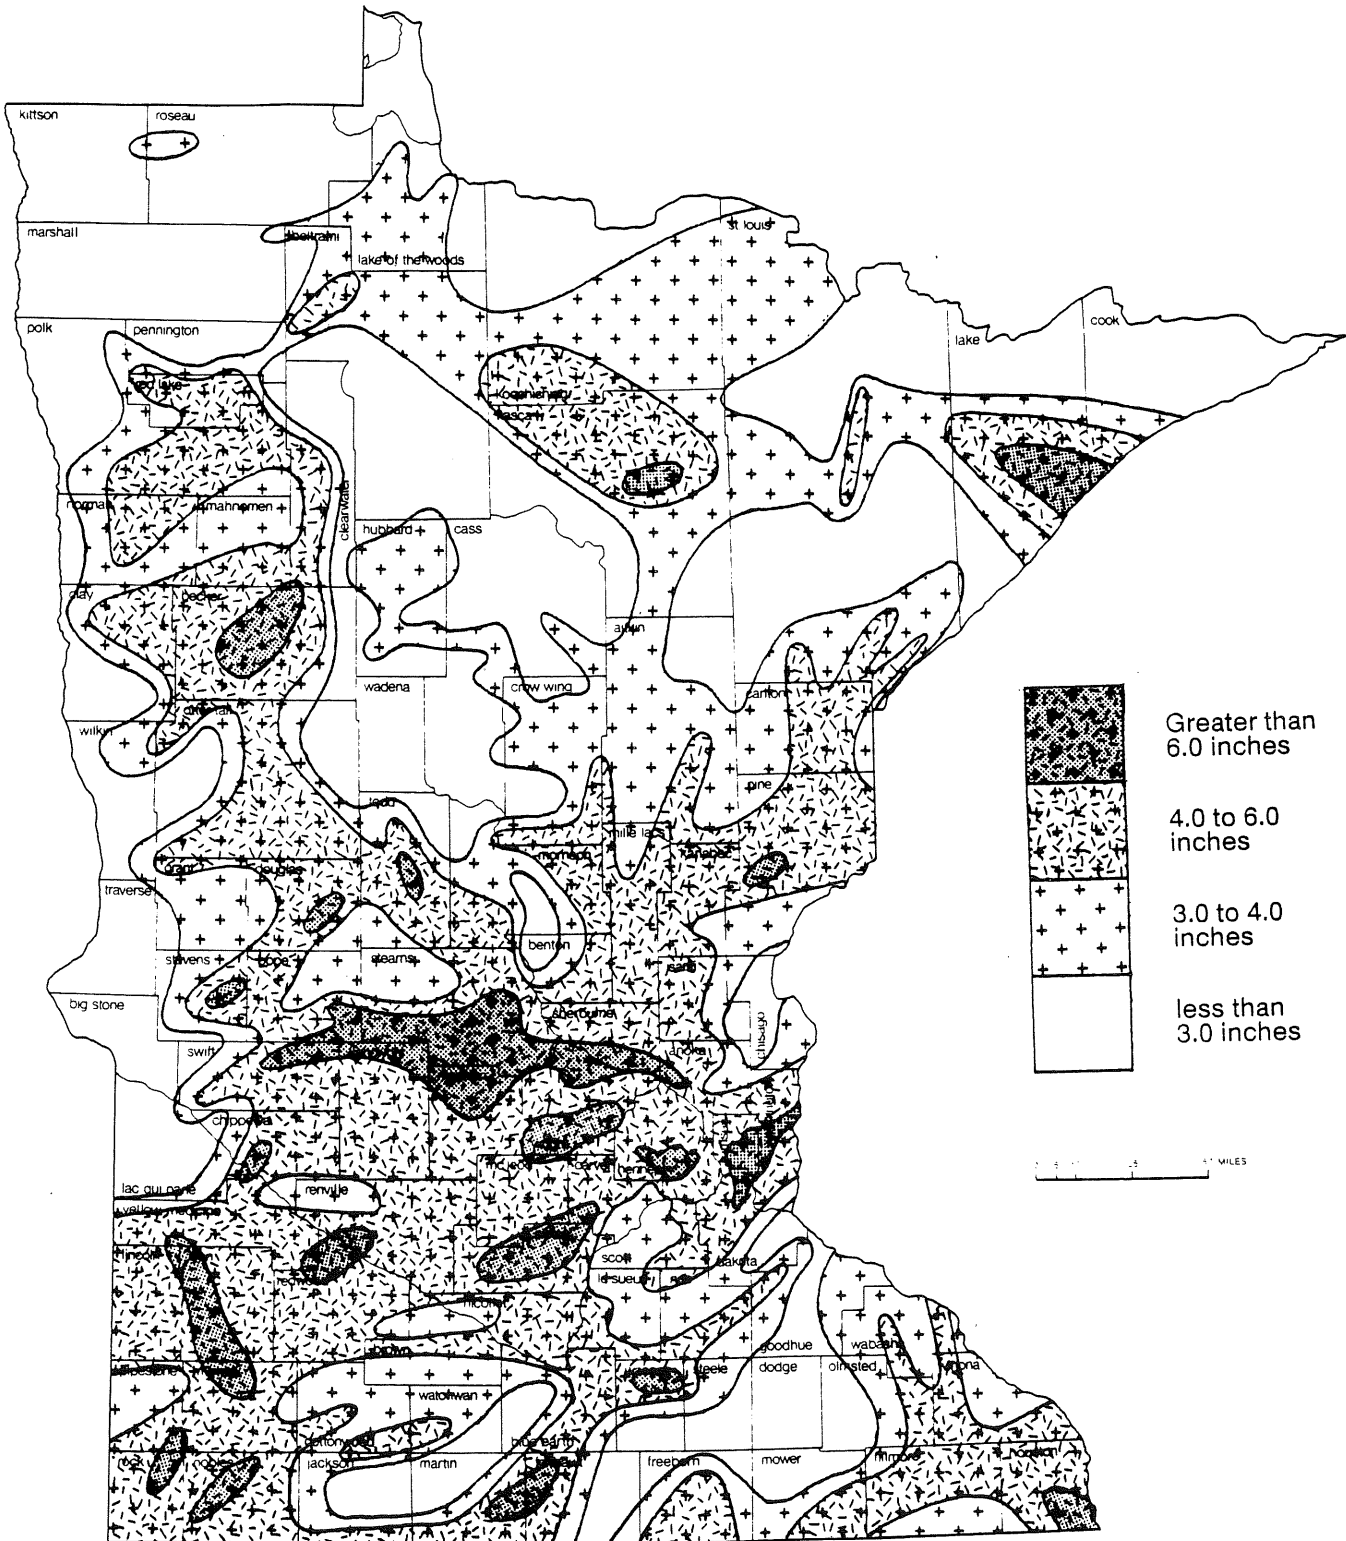 kittson
roseau
marshall
beltrami
lake of the woods
st louis
polk
pennington
lake
cook
red lake
Koochiching
itasca
norman
mahnomen
clearwater
hubbard
cass
clay
becker
aitkin
wadena
crow wing
carlton
wilkin
otter tail
pine
todd
mille lacs
morrison
kanabec
grant
douglas
traverse
benton
stevens
pope
stearns
isanti
big stone
sherburne
chisago
swift
anoka
chippewa
mc leod
carver
hennepin
lac qui parle
renville
yellow medicine
lincoln
scott
dakota
redwood
le sueur
rice
nicollet
brown
goodhue
wabasha
pipestone
waseca
steele
dodge
olmsted
winona
watonwan
cottonwood
blue earth
rock
nobles
jackson
martin
freeborn
mower
fillmore
houston
Greater than
6.0 inches
4.0 to 6.0
inches
3.0 to 4.0
inches
less than
3.0 inches
MILES